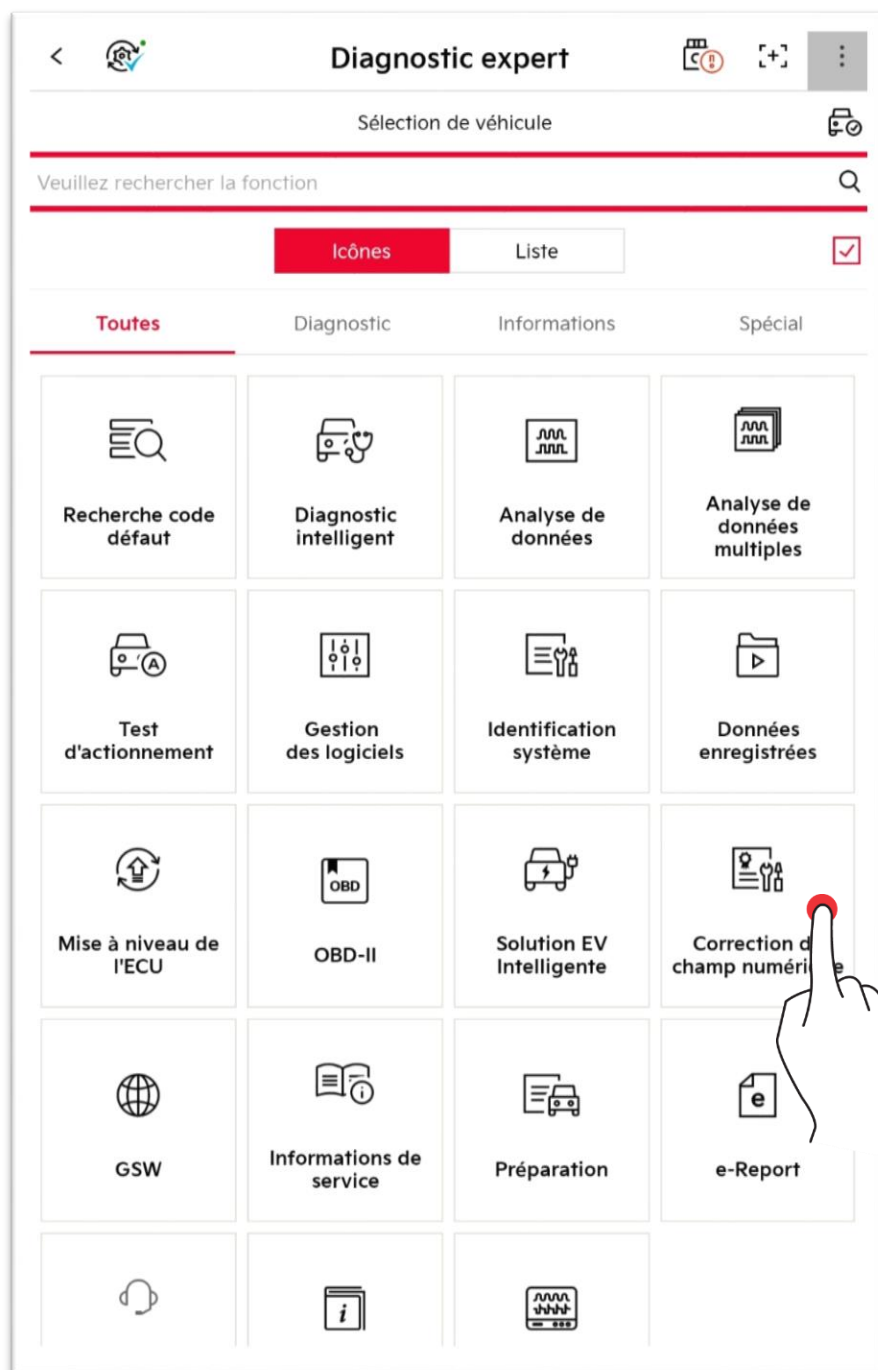 Diagnostic expert
Sélection de véhicule
Veuillez rechercher la fonction
Icônes
Liste
Toutes
Diagnostic
Informations
Spécial
Recherche code
défaut
Diagnostic
intelligent
Analyse de
données
Analyse de
données
multiples
A
Test
d'actionnement
Gestion
des logiciels
Identification
système
Données
enregistrées
Mise à niveau de
l'ECU
OBD
OBD-II
Solution EV
Intelligente
Correction
champ
GSW
i
Informations de
service
Préparation
e
e-Report
i